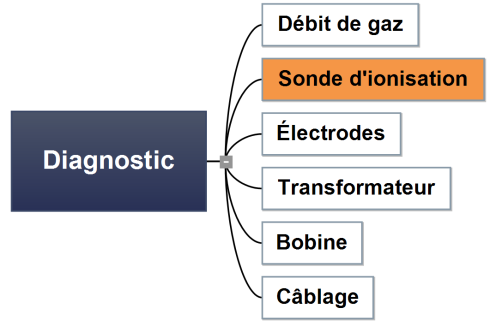 Débit de gaz
Sonde d'ionisation
Électrodes
Diagnostic
Transformateur
Bobine
Câblage